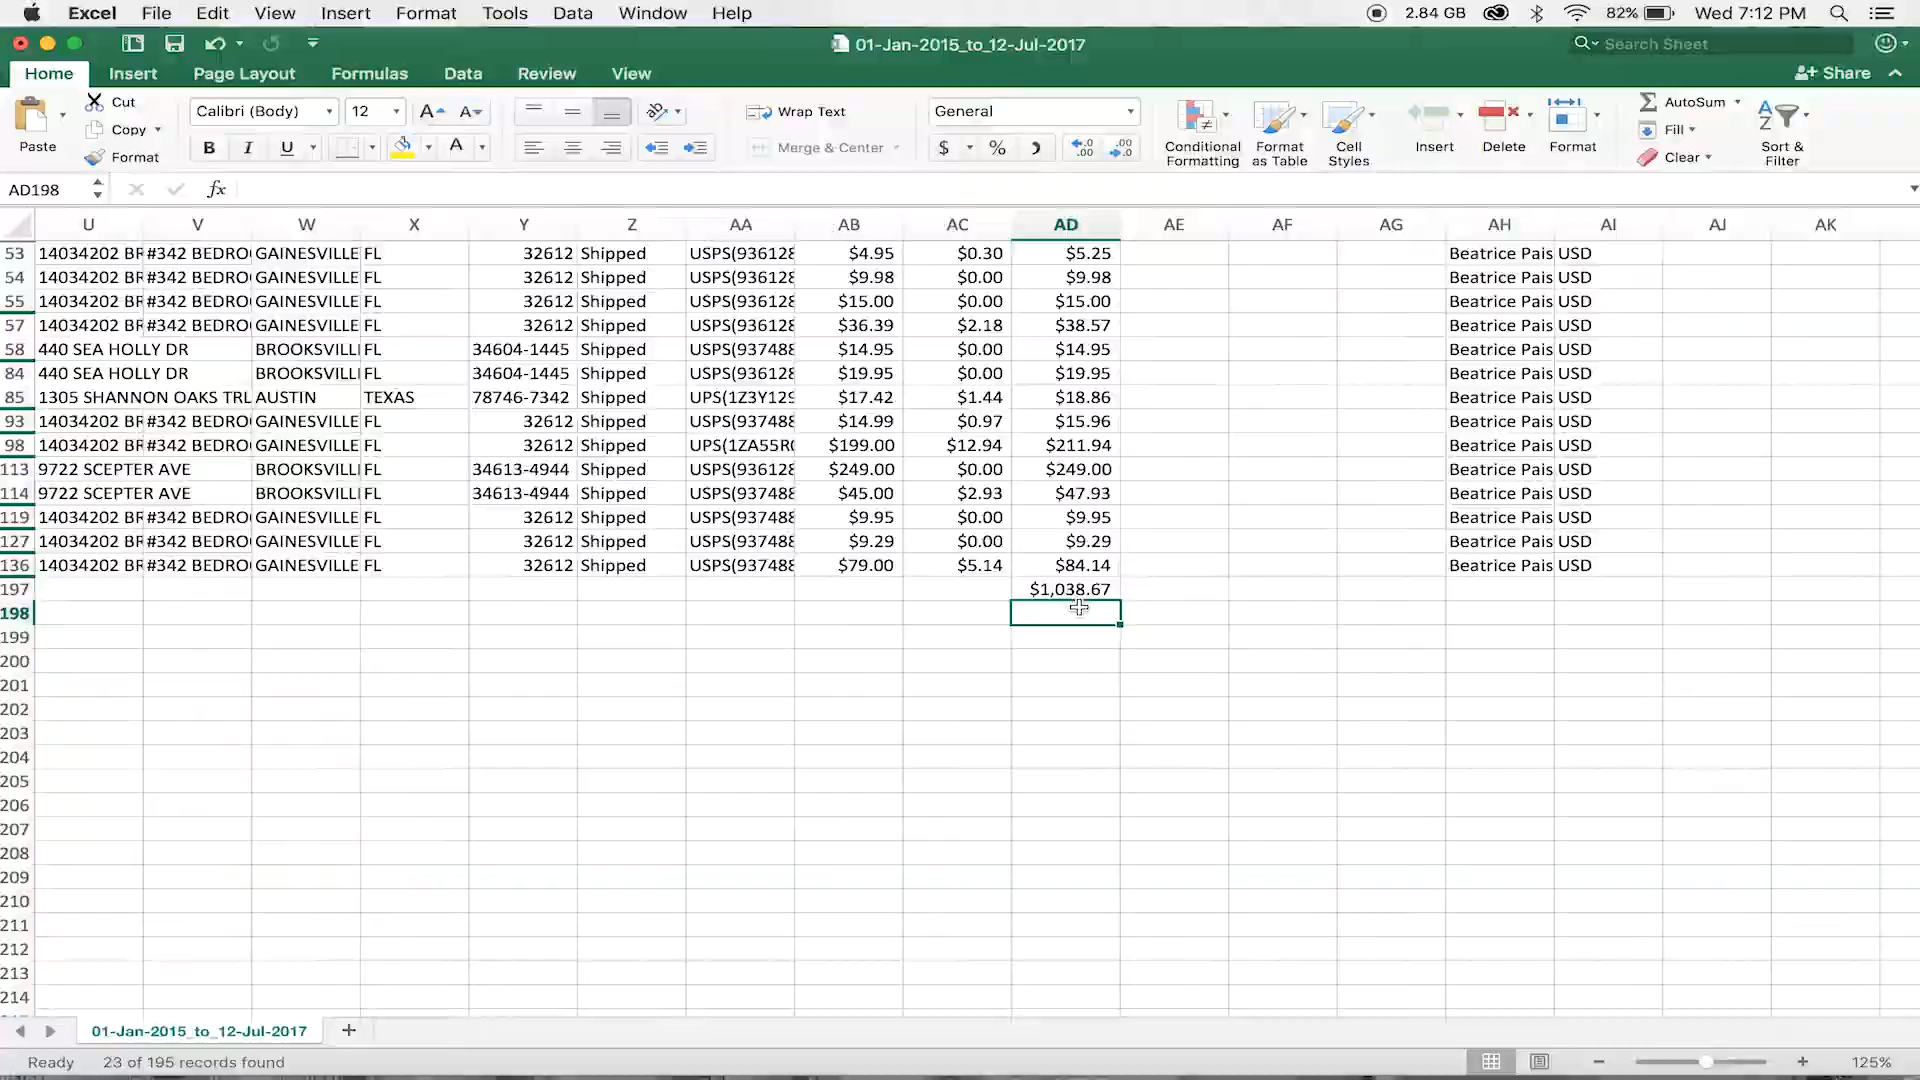 Excel File Edit View Insert Format Tools Data Window Help 2.84 GB 82% Wed 7:12 PM
01-Jan-2015_to_12-Jul-2017 Search Sheet
Home Insert Page Layout Formulas Data Review View Share
Paste Cut Copy Format Calibri (Body) 12 A A Wrap Text General Conditional Formatting Format as Table Cell Styles Insert Delete Format AutoSum Fill Clear Sort & Filter
B I U A Merge & Center $ %
AD198 fx
U V W X Y Z AA AB AC AD AE AF AG AH AI AJ AK
53 14034202 BR #342 BEDRO GAINESVILLE FL 32612 Shipped USPS(936128 $4.95 $0.30 $5.25 Beatrice Pais USD
54 14034202 BR #342 BEDRO GAINESVILLE FL 32612 Shipped USPS(936128 $9.98 $0.00 $9.98 Beatrice Pais USD
55 14034202 BR #342 BEDRO GAINESVILLE FL 32612 Shipped USPS(936128 $15.00 $0.00 $15.00 Beatrice Pais USD
57 14034202 BR #342 BEDRO GAINESVILLE FL 32612 Shipped USPS(936128 $36.39 $2.18 $38.57 Beatrice Pais USD
58 440 SEA HOLLY DR BROOKSVILLI FL 34604-1445 Shipped USPS(937488 $14.95 $0.00 $14.95 Beatrice Pais USD
84 440 SEA HOLLY DR BROOKSVILLI FL 34604-1445 Shipped USPS(936128 $19.95 $0.00 $19.95 Beatrice Pais USD
85 1305 SHANNON OAKS TRL AUSTIN TEXAS 78746-7342 Shipped UPS(1Z3Y129 $17.42 $1.44 $18.86 Beatrice Pais USD
93 14034202 BR #342 BEDRO GAINESVILLE FL 32612 Shipped USPS(937488 $14.99 $0.97 $15.96 Beatrice Pais USD
98 14034202 BR #342 BEDRO GAINESVILLE FL 32612 Shipped UPS(1ZA55R0 $199.00 $12.94 $211.94 Beatrice Pais USD
113 9722 SCEPTER AVE BROOKSVILLI FL 34613-4944 Shipped USPS(936128 $249.00 $0.00 $249.00 Beatrice Pais USD
114 9722 SCEPTER AVE BROOKSVILLI FL 34613-4944 Shipped USPS(937488 $45.00 $2.93 $47.93 Beatrice Pais USD
119 14034202 BR #342 BEDRO GAINESVILLE FL 32612 Shipped USPS(937488 $9.95 $0.00 $9.95 Beatrice Pais USD
127 14034202 BR #342 BEDRO GAINESVILLE FL 32612 Shipped USPS(937488 $9.29 $0.00 $9.29 Beatrice Pais USD
136 14034202 BR #342 BEDRO GAINESVILLE FL 32612 Shipped USPS(937488 $79.00 $5.14 $84.14 Beatrice Pais USD
197 $1,038.67
198
199
200
201
202
203
204
205
206
207
208
209
210
211
212
213
214
01-Jan-2015_to_12-Jul-2017
Ready 23 of 195 records found 125%